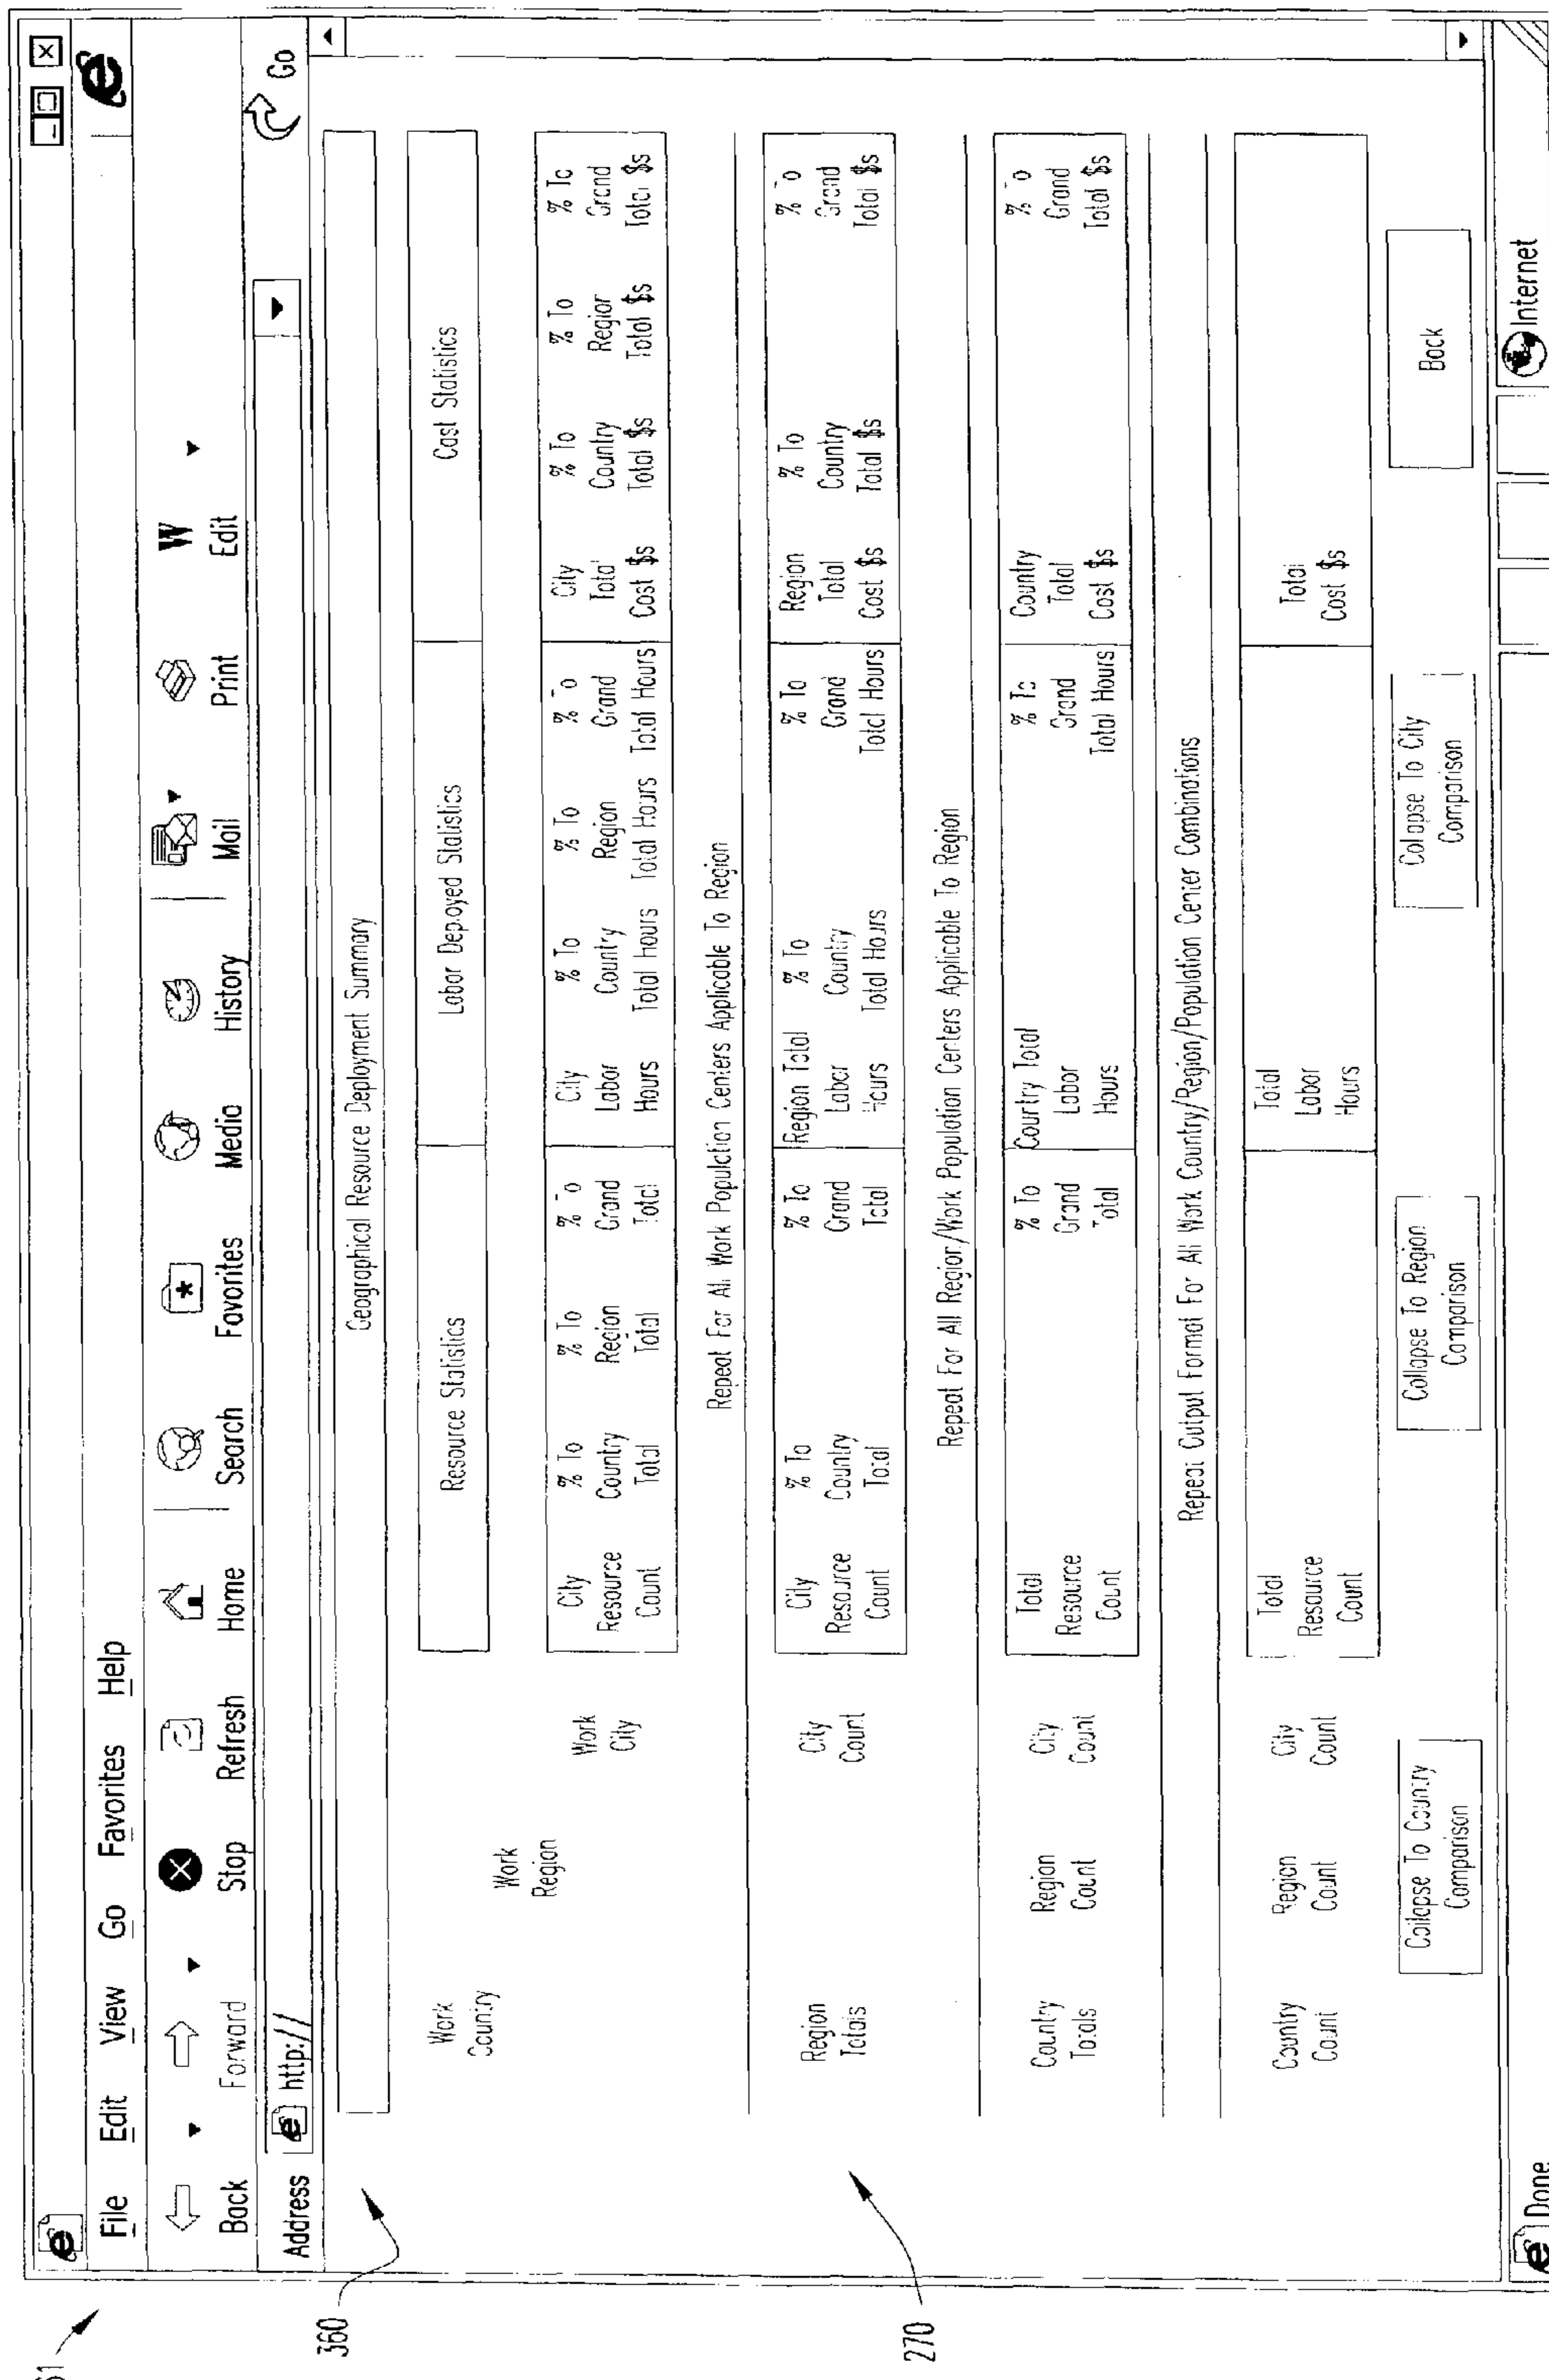 File Edit View Go Favorites Help
Back Forward Stop Refresh Home Search Favorites Media History Mail Print Edit
Address http:// Go
Geographical Resource Deployment Summary
Work
Country
Work
Region
Resource Statistics
Labor Deployed Statistics
Cost Statistics
Work
City
City
Resource
Count
% To
Country
Total
% To
Region
Total
% To
Grand
Total
City
Labor
Hours
% To
Country
Total Hours
% To
Region
Total Hours
% To
Grand
Total Hours
City
Total
Cost $s
% To
Country
Total $s
% To
Region
Total $s
% To
Grand
Total $s
Repeat For All Work Population Centers Applicable To Region
Region
Totals
City
Count
City
Resource
Count
% To
Country
Total
% To
Grand
Total
Region Total
Labor
Hours
% To
Country
Total Hours
% To
Grand
Total Hours
Region
Total
Cost $s
% To
Country
Total $s
% To
Grand
Total $s
Repeat For All Region/Work Population Centers Applicable To Region
Country
Totals
Region
Count
City
Count
Total
Resource
Count
% To
Grand
Total
Country Total
Labor
Hours
% To
Grand
Total Hours
Country
Total
Cost $s
% To
Grand
Total $s
Repeat Output Format For All Work Country/Region/Population Center Combinations
Country
Count
Region
Count
City
Count
Total
Resource
Count
Total
Labor
Hours
Total
Cost $s
Collapse To Country
Comparison
Collapse To Region
Comparison
Collapse To City
Comparison
Back
Done
Internet
360
270